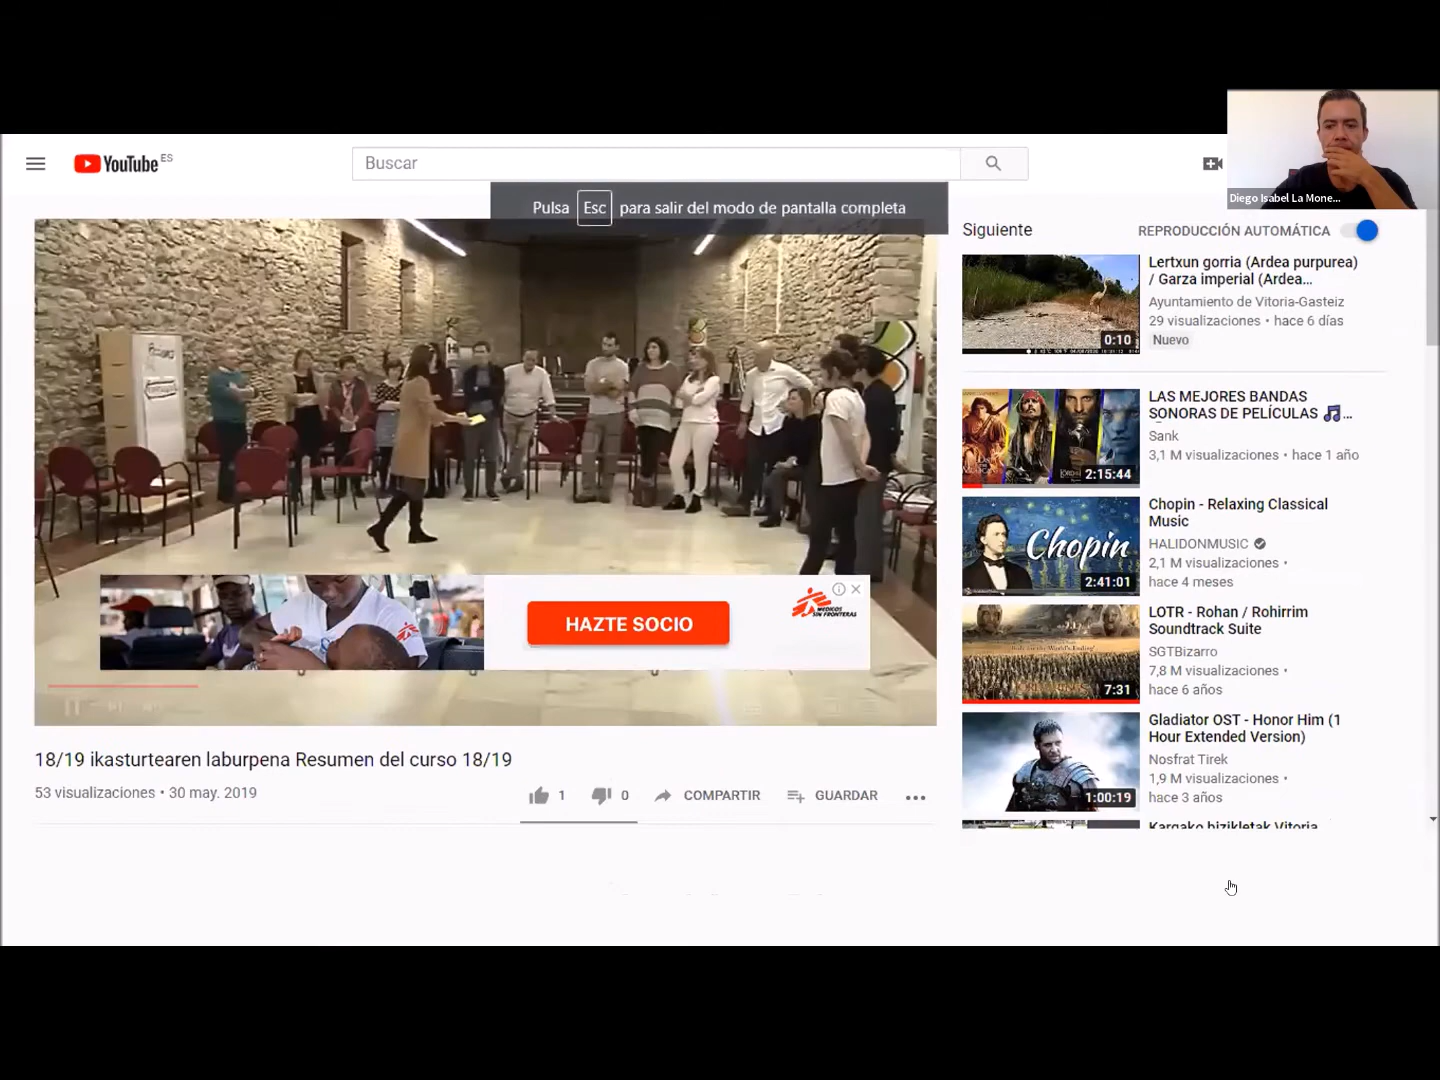 YouTube ES
Buscar
Pulsa Esc para salir del modo de pantalla completa
Diego Isabel La Mone...
HAZTE SOCIO
MEDICOS
SIN FRONTERAS
18/19 ikasturtearen laburpena Resumen del curso 18/19
53 visualizaciones • 30 may. 2019
1
0
COMPARTIR
GUARDAR
Siguiente
REPRODUCCIÓN AUTOMÁTICA
0:10
Lertxun gorria (Ardea purpurea)
/ Garza imperial (Ardea...
Ayuntamiento de Vitoria-Gasteiz
29 visualizaciones • hace 6 días
Nuevo
2:15:44
LAS MEJORES BANDAS
SONORAS DE PELÍCULAS 🎵...
Sank
3,1 M visualizaciones • hace 1 año
Chopin
2:41:01
Chopin - Relaxing Classical
Music
HALIDONMUSIC
2,1 M visualizaciones •
hace 4 meses
7:31
LOTR - Rohan / Rohirrim
Soundtrack Suite
SGTBizarro
7,8 M visualizaciones •
hace 6 años
1:00:19
Gladiator OST - Honor Him (1
Hour Extended Version)
Nosfrat Tirek
1,9 M visualizaciones •
hace 3 años
Kargako bizikletak Vitoria